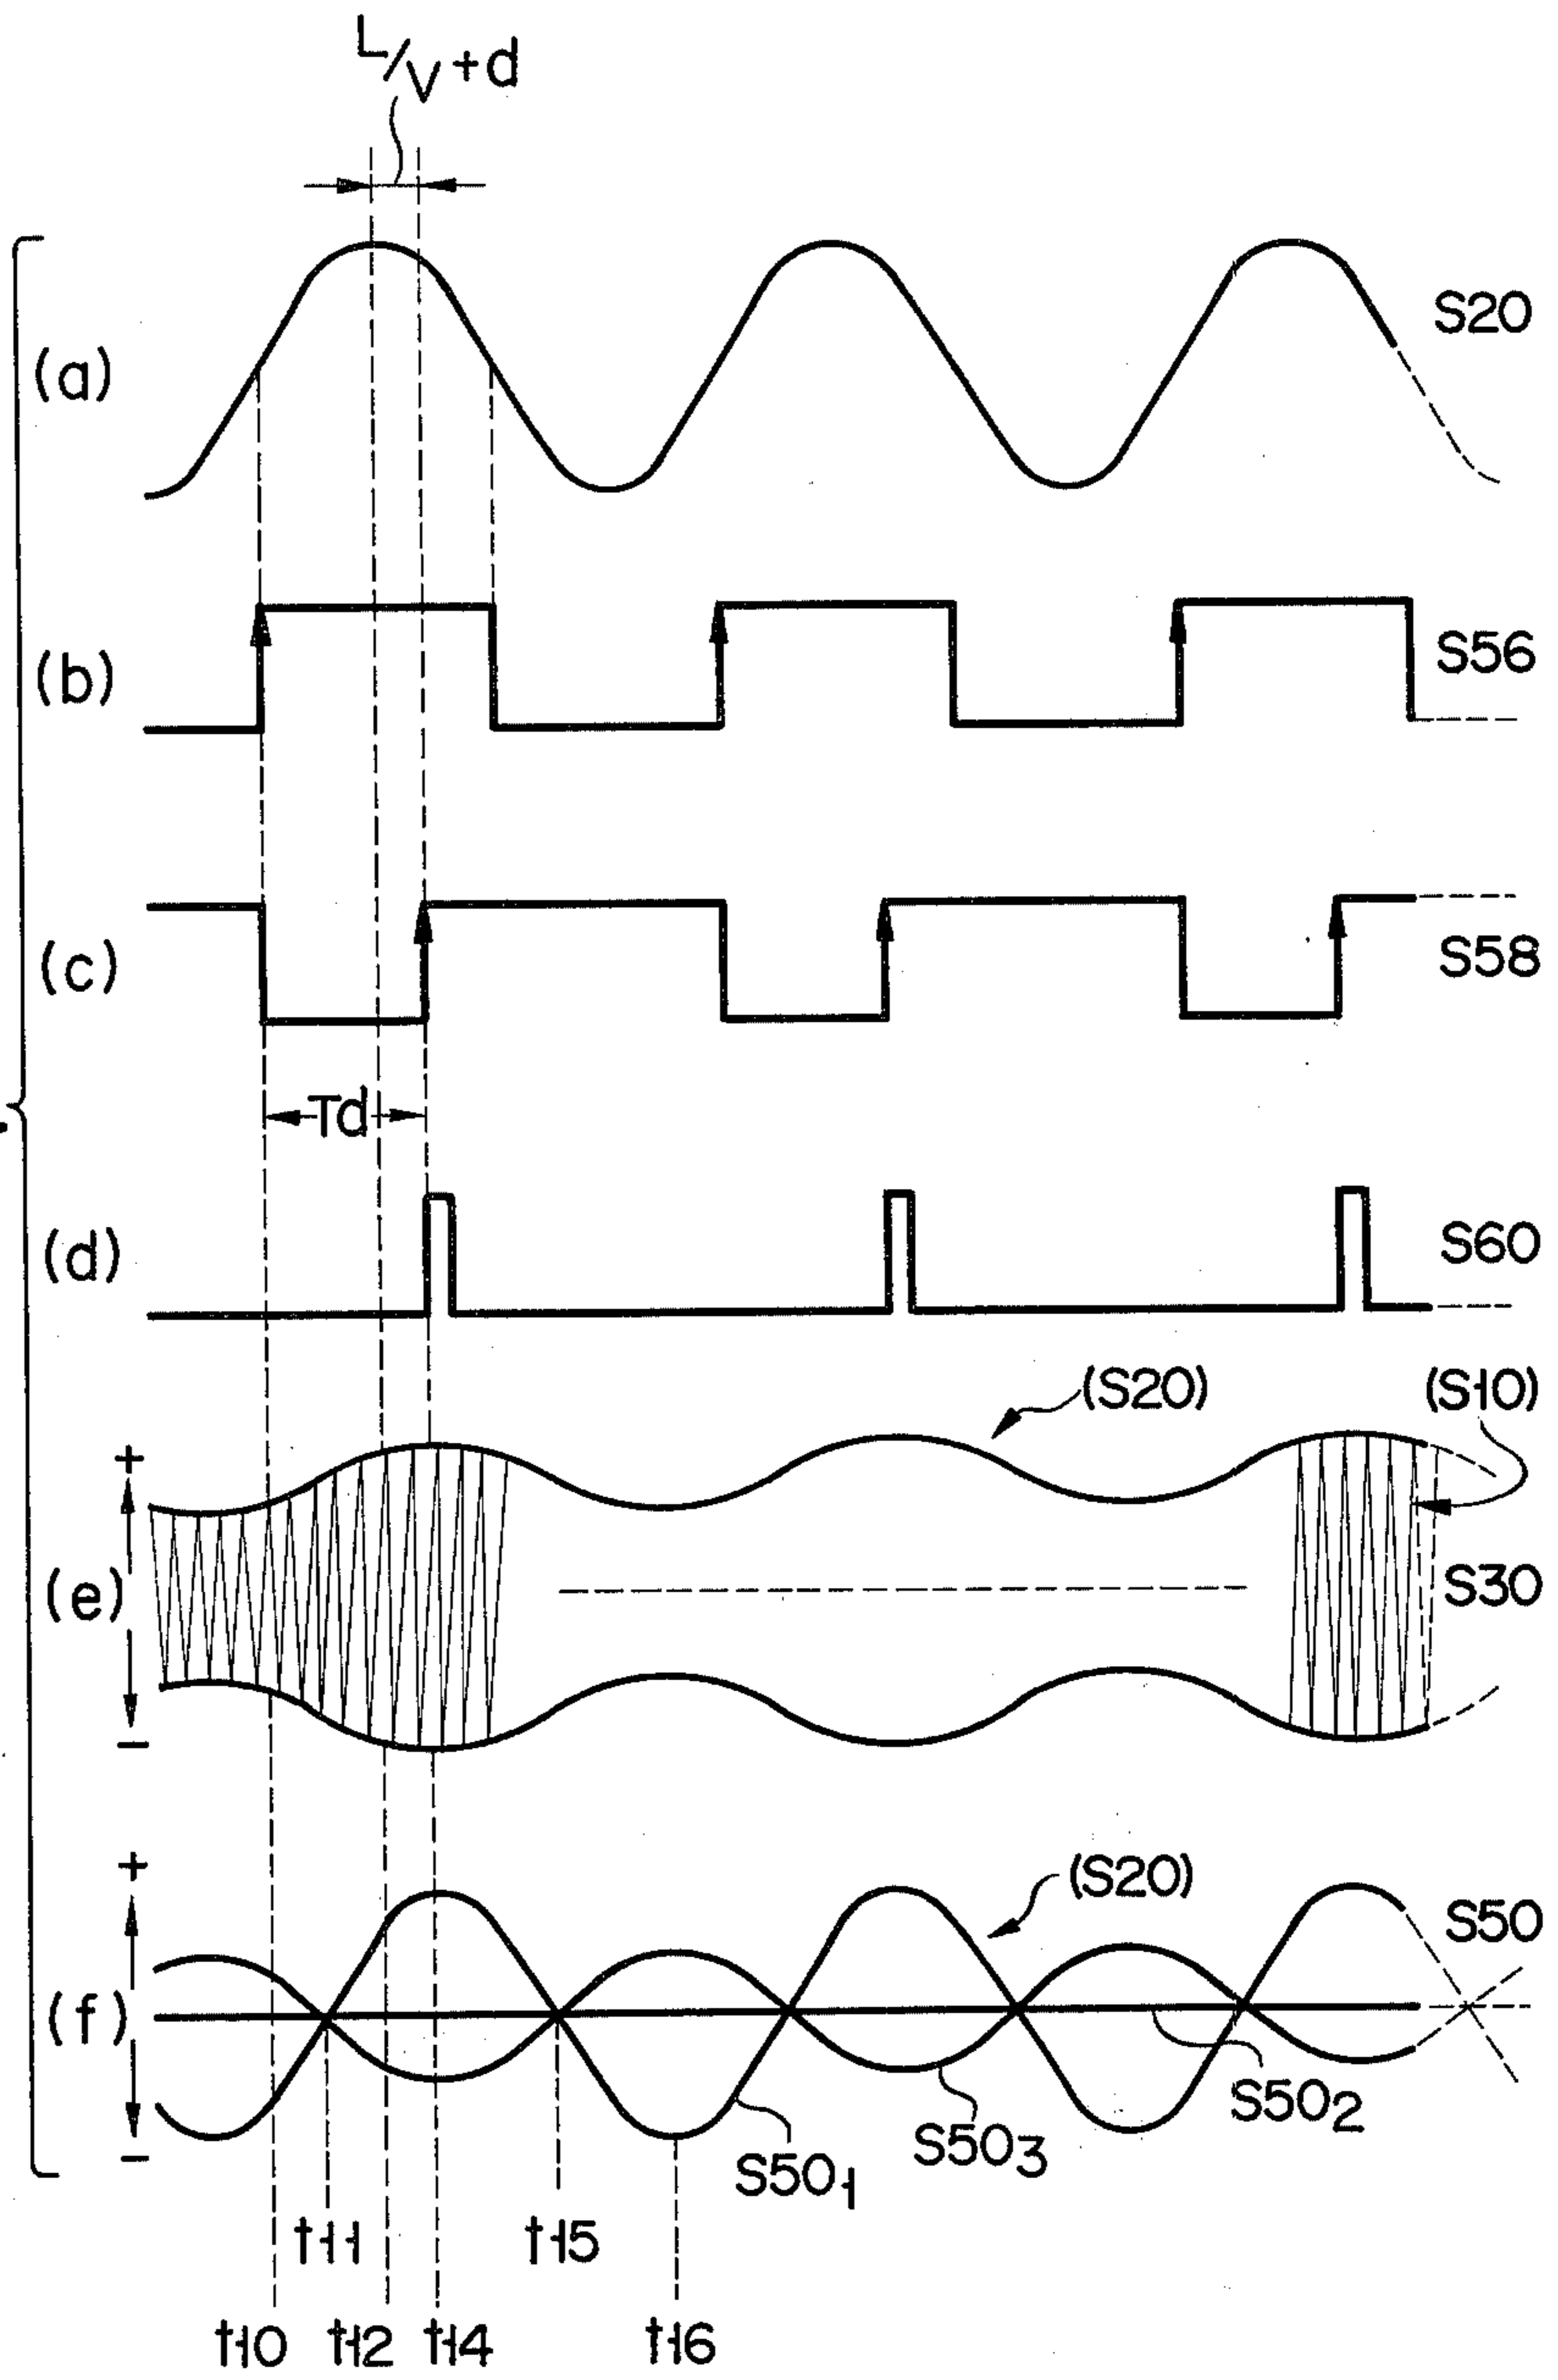 L/V+d
(a)
S20
(b)
S56
(c)
S58
Td
(d)
S60
(S20)
(S10)
+
(e)
S30
−
+
(S20)
S50
(f)
−
S50₁
S50₃
S50₂
t11
t15
t10
t12
t14
t16